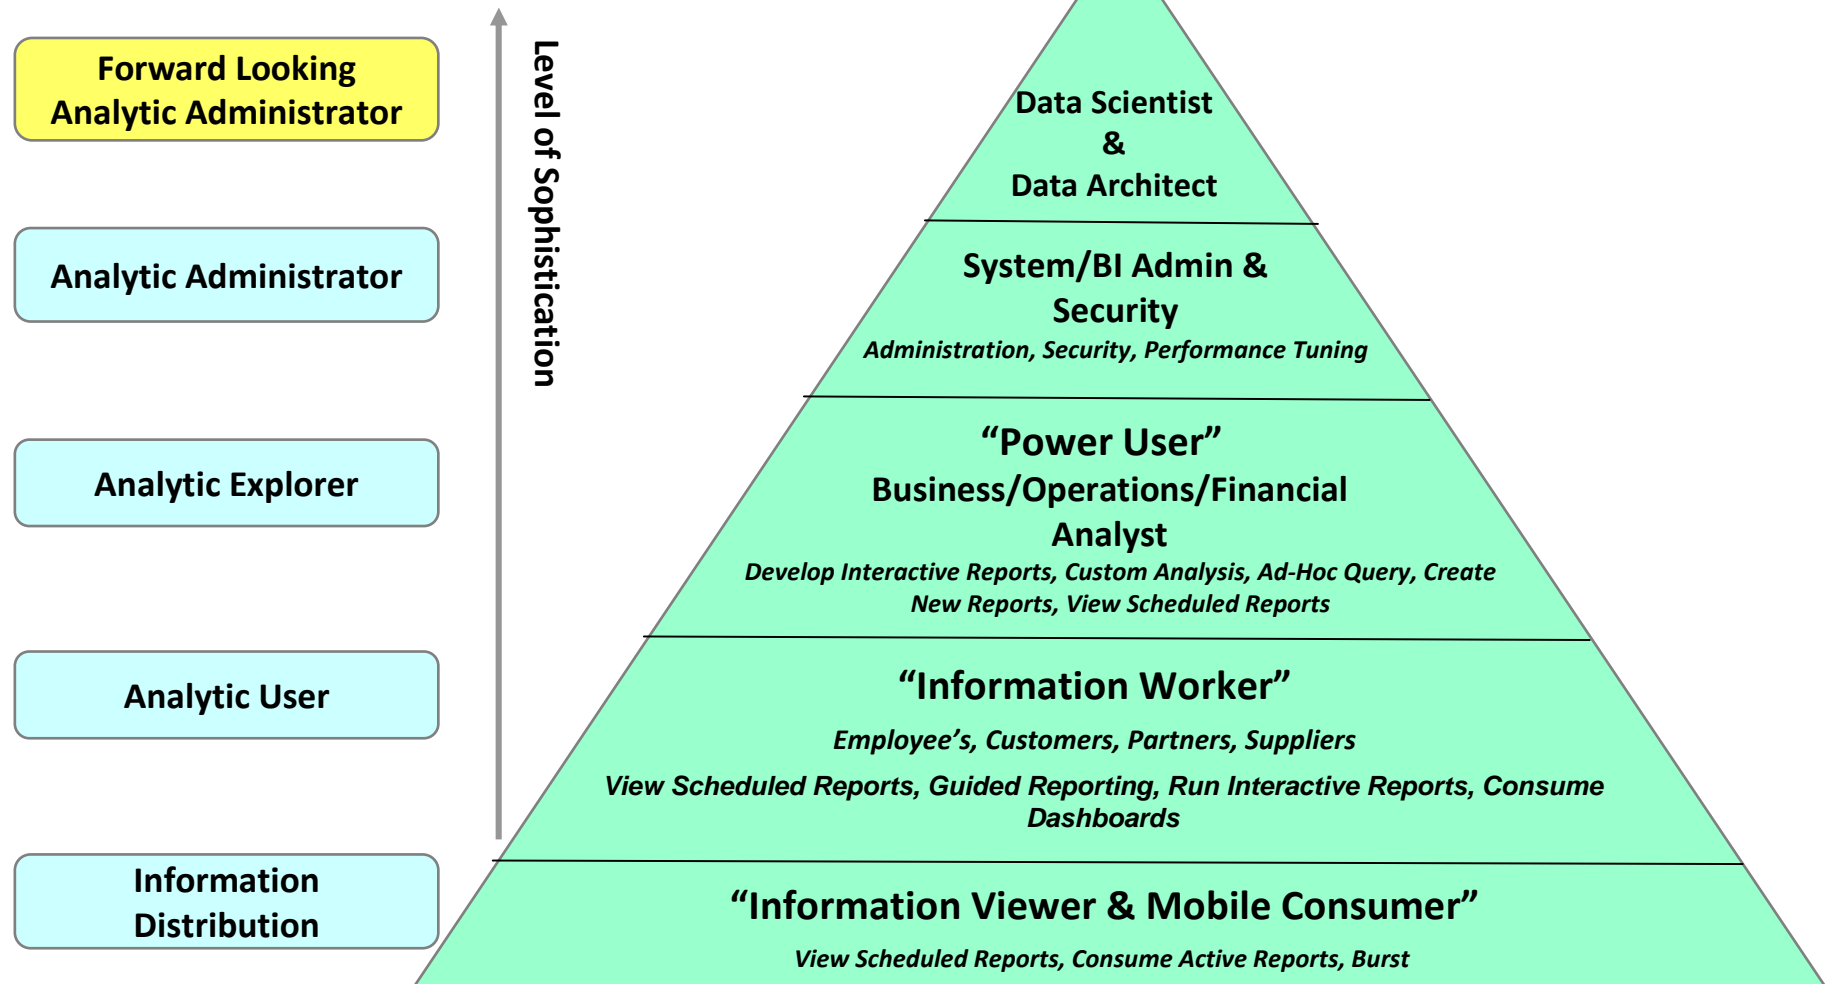 Forward Looking
Analytic Administrator
Analytic Administrator
Analytic Explorer
Analytic User
Information
Distribution
Level of Sophistication
Data Scientist
&
Data Architect
System/BI Admin &
Security
Administration, Security, Performance Tuning
“Power User”
Business/Operations/Financial
Analyst
Develop Interactive Reports, Custom Analysis, Ad-Hoc Query, Create
New Reports, View Scheduled Reports
“Information Worker”
Employee’s, Customers, Partners, Suppliers
View Scheduled Reports, Guided Reporting, Run Interactive Reports, Consume
Dashboards
“Information Viewer & Mobile Consumer”
View Scheduled Reports, Consume Active Reports, Burst